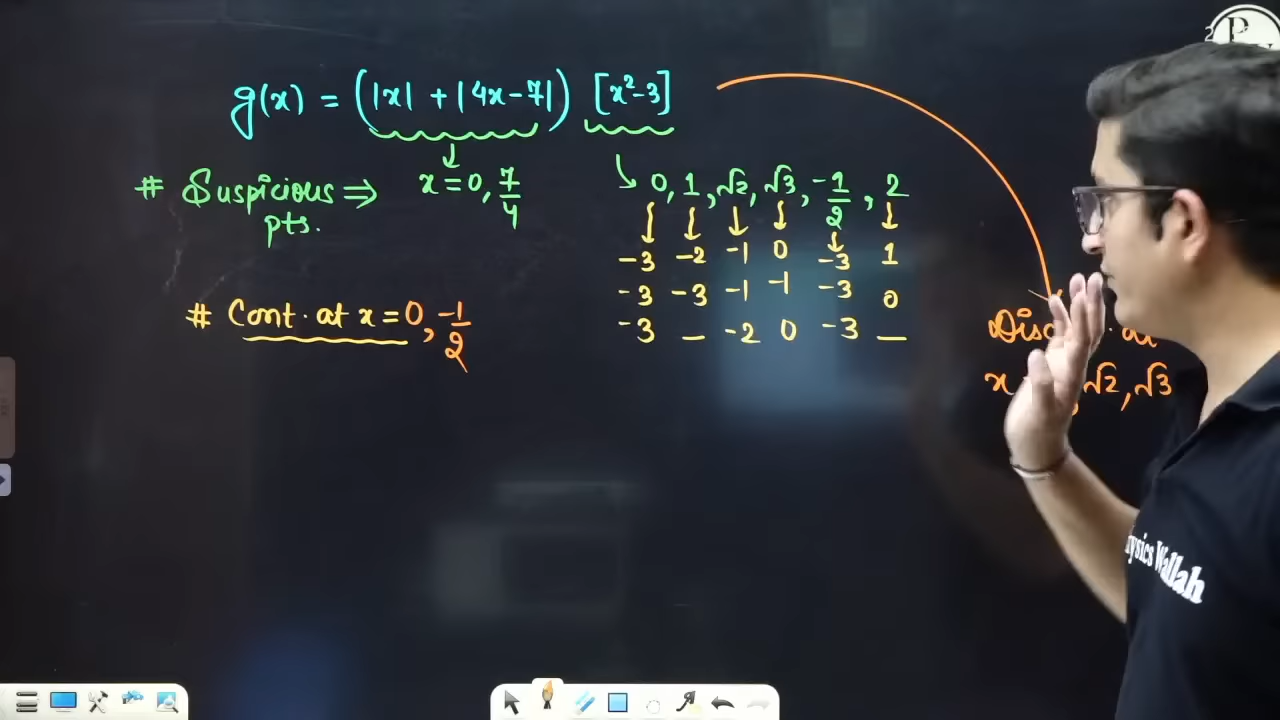 g(x) = (|x| + |4x-7|) [x²-3]
# Suspicious ⇒ x=0, 7/4
pts.
↳ 0, 1, √2, √3, -1/2, 2
-3 -2 -1 0 -3 1
-3 -3 -1 -1 -3 0
-3 _ -2 0 -3 _
# Cont. at x=0, -1/2
x √2, √3
Wallah